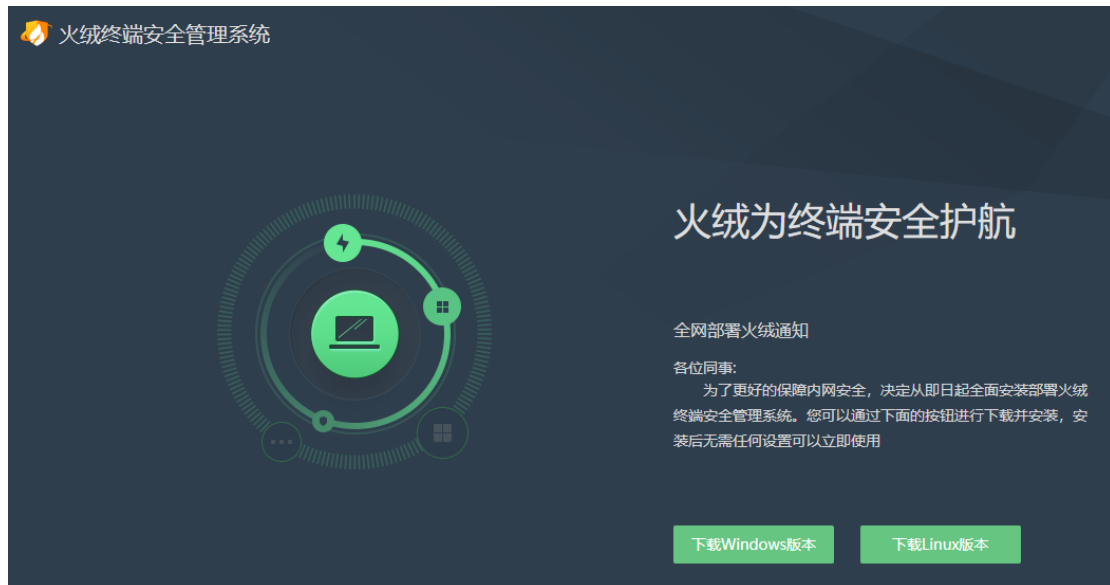 火绒终端安全管理系统
火绒为终端安全护航
全网部署火绒通知
各位同事:
为了更好的保障内网安全，决定从即日起全面安装部署火绒
终端安全管理系统。您可以通过下面的按钮进行下载并安装，安
装后无需任何设置可以立即使用
下载Windows版本
下载Linux版本